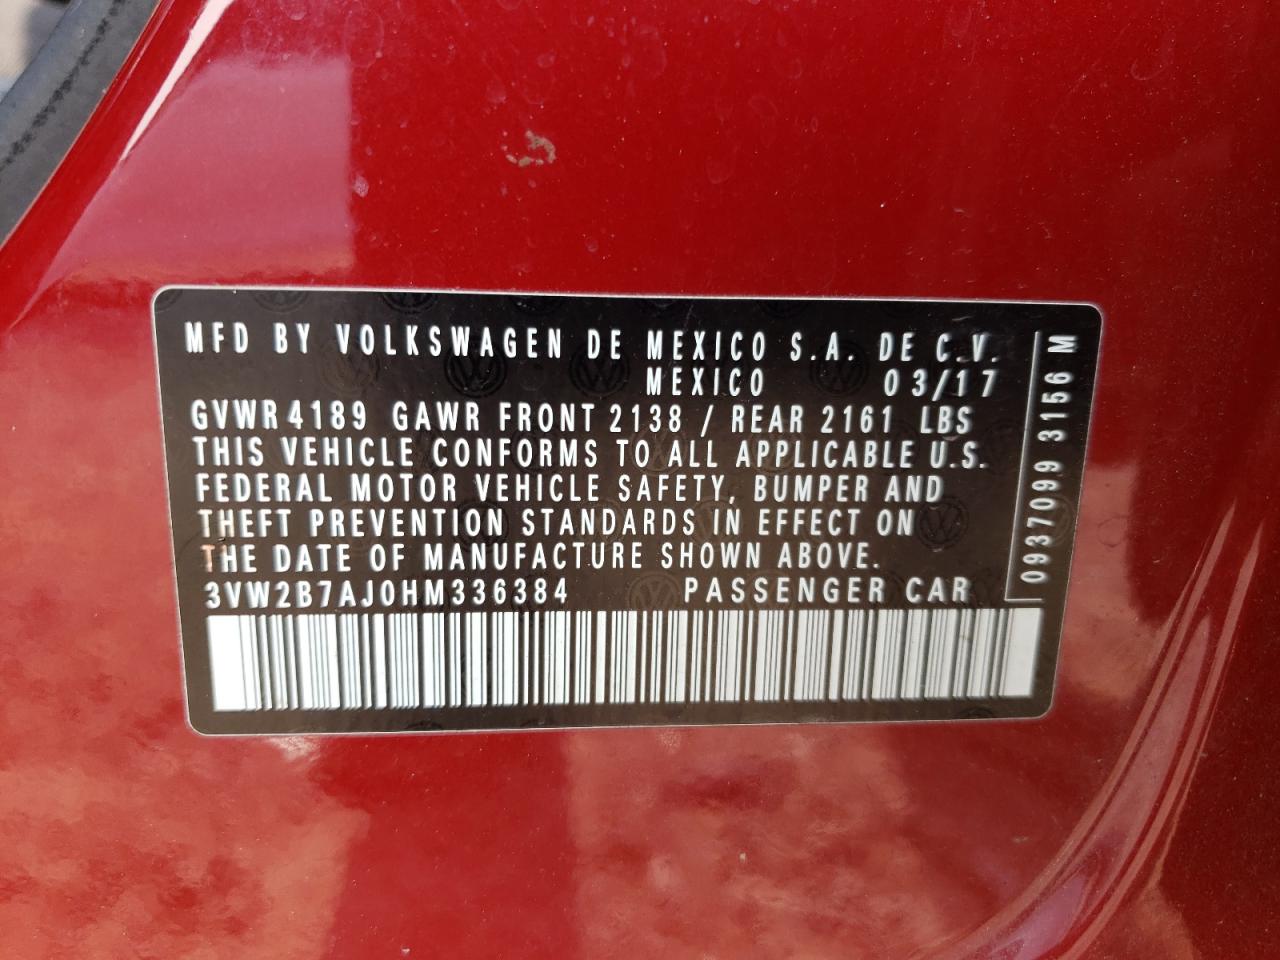 MFD BY VOLKSWAGEN DE MEXICO S.A. DE C.V.
MEXICO 03/17
GVWR 4189 GAWR FRONT 2138 / REAR 2161 LBS
THIS VEHICLE CONFORMS TO ALL APPLICABLE U.S.
FEDERAL MOTOR VEHICLE SAFETY, BUMPER AND
THEFT PREVENTION STANDARDS IN EFFECT ON
THE DATE OF MANUFACTURE SHOWN ABOVE.
3VW2B7AJ0HM336384 PASSENGER CAR
0937099 3156 M